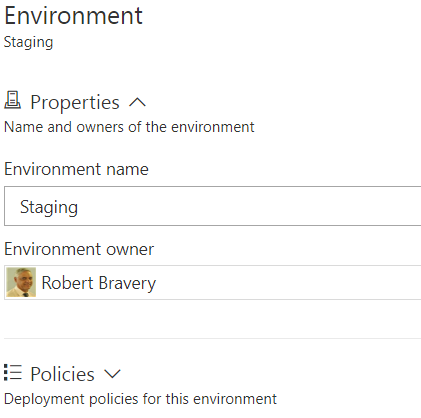 Environment
Staging
Properties
Name and owners of the environment
Environment name
Staging
Environment owner
Robert Bravery
Policies
Deployment policies for this environment